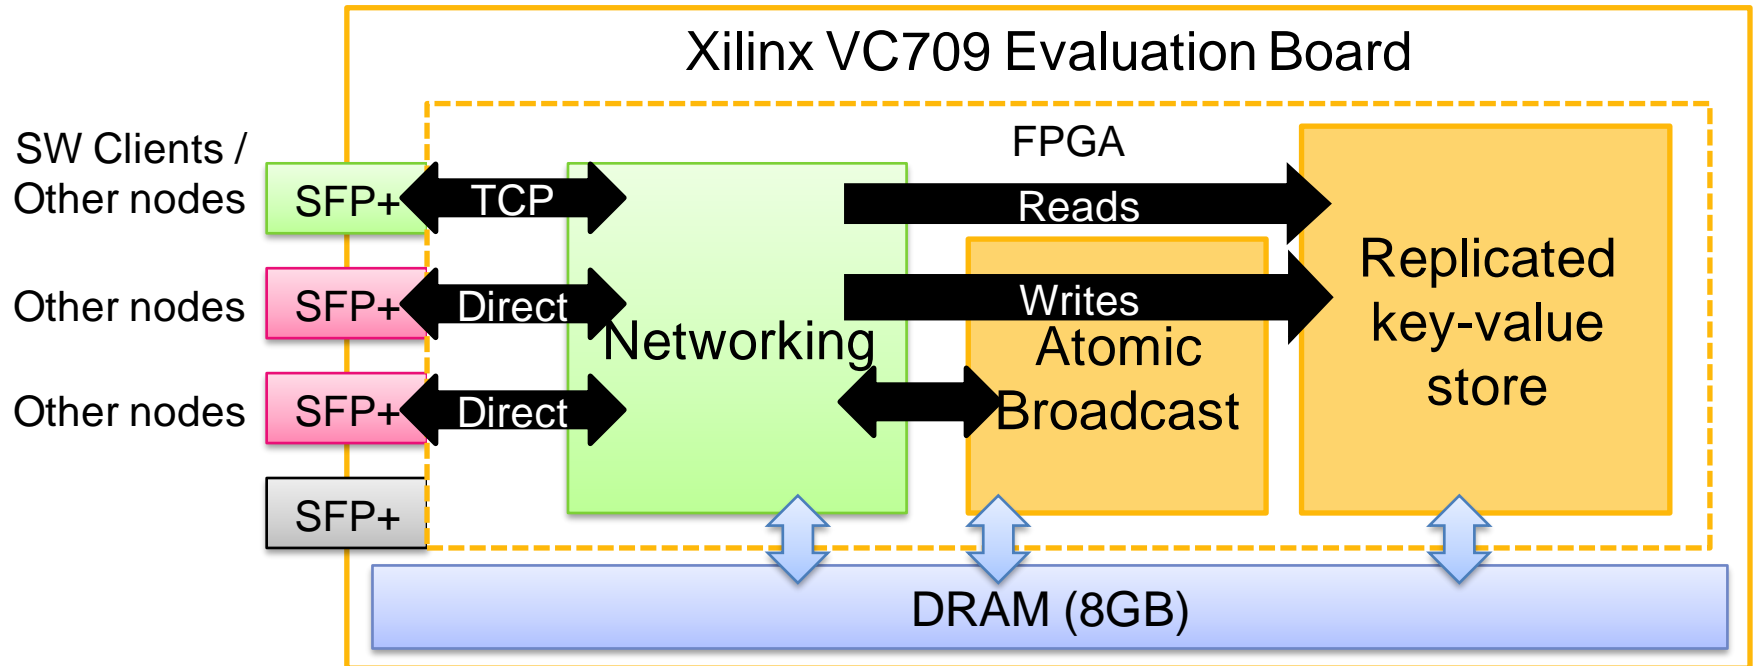 Xilinx VC709 Evaluation Board
FPGA
SW Clients /
Other nodes
SFP+
TCP
Reads
Other nodes
SFP+
Direct
Writes
Networking
Atomic
Broadcast
Replicated
key-value
store
Other nodes
SFP+
Direct
SFP+
DRAM (8GB)